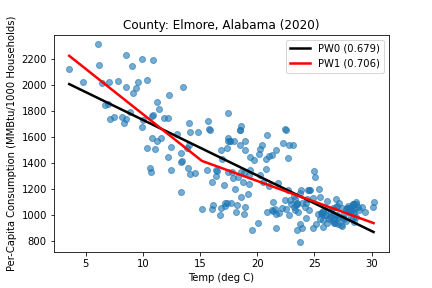 County: Elmore, Alabama (2020)
Per-Capita Consumption (MMBtu/1000 Households)
2200
2000
1800
1600
1400
1200
1000
800
PW0 (0.679)
PW1 (0.706)
5 10 15 20 25 30
Temp (deg C)